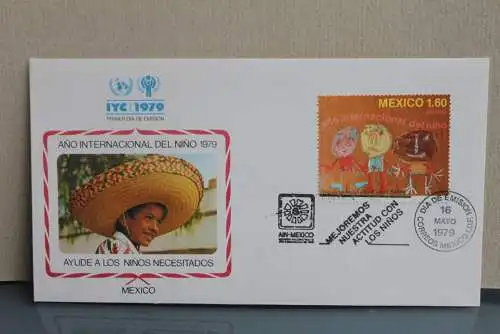 IYC 1979
PRIMER DIA DE EMISIÓN
AÑO INTERNACIONAL DEL NIÑO 1979
AYUDE A LOS NIÑOS NECESITADOS
MEXICO
MEXICO 1.60
año internacional del niño
AIN-MEXICO
MEJOREMOS
NUESTRA
ACTITUD CON
LOS NIÑOS
DIA DE EMISION
16
MAYO
1979
CORREOS MEXICO 1, D.F.